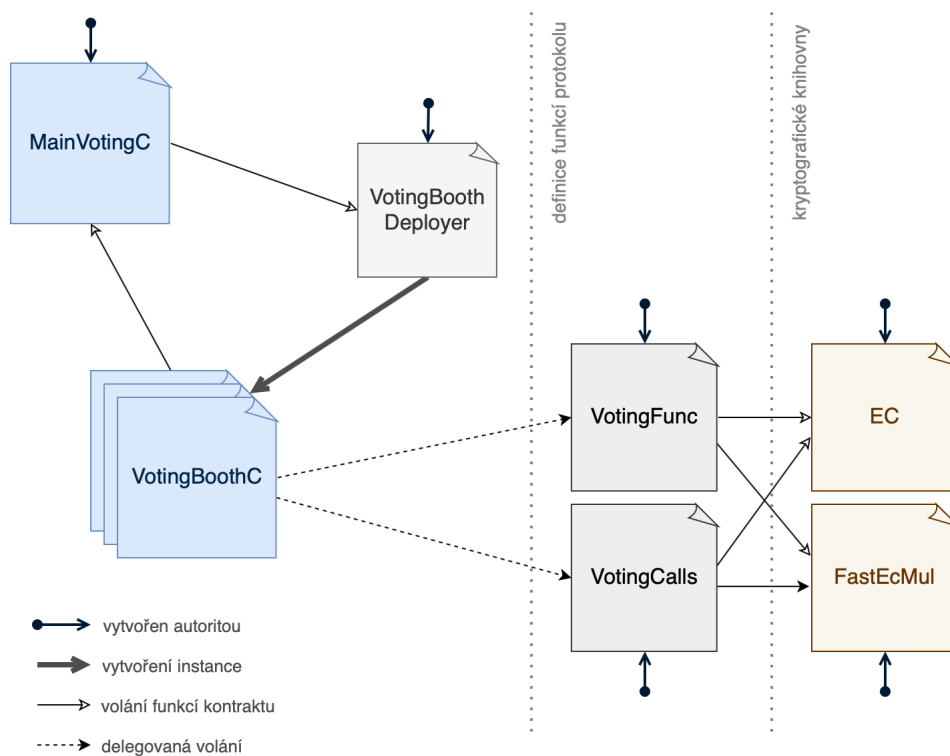 MainVotingC
VotingBooth
Deployer
definice funkcí protokolu
kryptografické knihovny
VotingBoothC
VotingFunc
EC
VotingCalls
FastEcMul
vytvořen autoritou
vytvoření instance
volání funkcí kontraktu
delegovaná volání